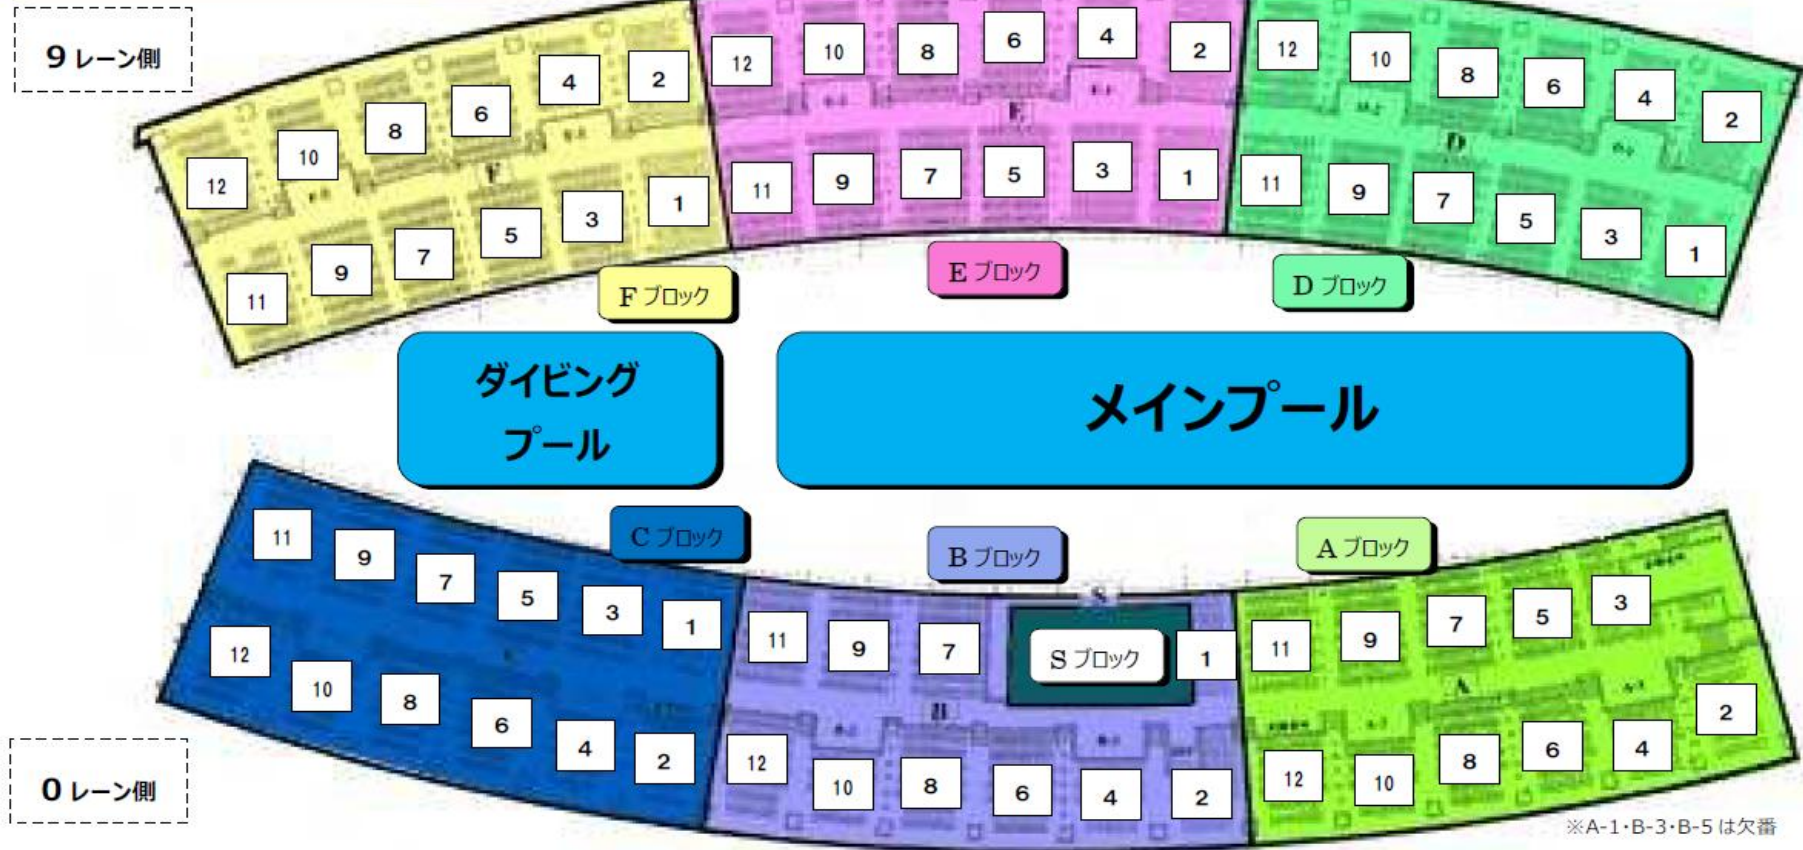 9 レーン側
12 10 8 6 4 2
F
11 9 7 5 3 1
12 10 8 6 4 2
E
11 9 7 5 3 1
12 10 8 6 4 2
D
11 9 7 5 3 1
F ブロック
E ブロック
D ブロック
ダイビング
プール
メインプール
C ブロック
B ブロック
A ブロック
11 9 7 5 3 1
12 10 8 6 4 2
S
11 9 7
S ブロック
1
B
12 10 8 6 4 2
11 9 7 5 3
A
12 10 8 6 4 2
0 レーン側
※A-1・B-3・B-5 は欠番